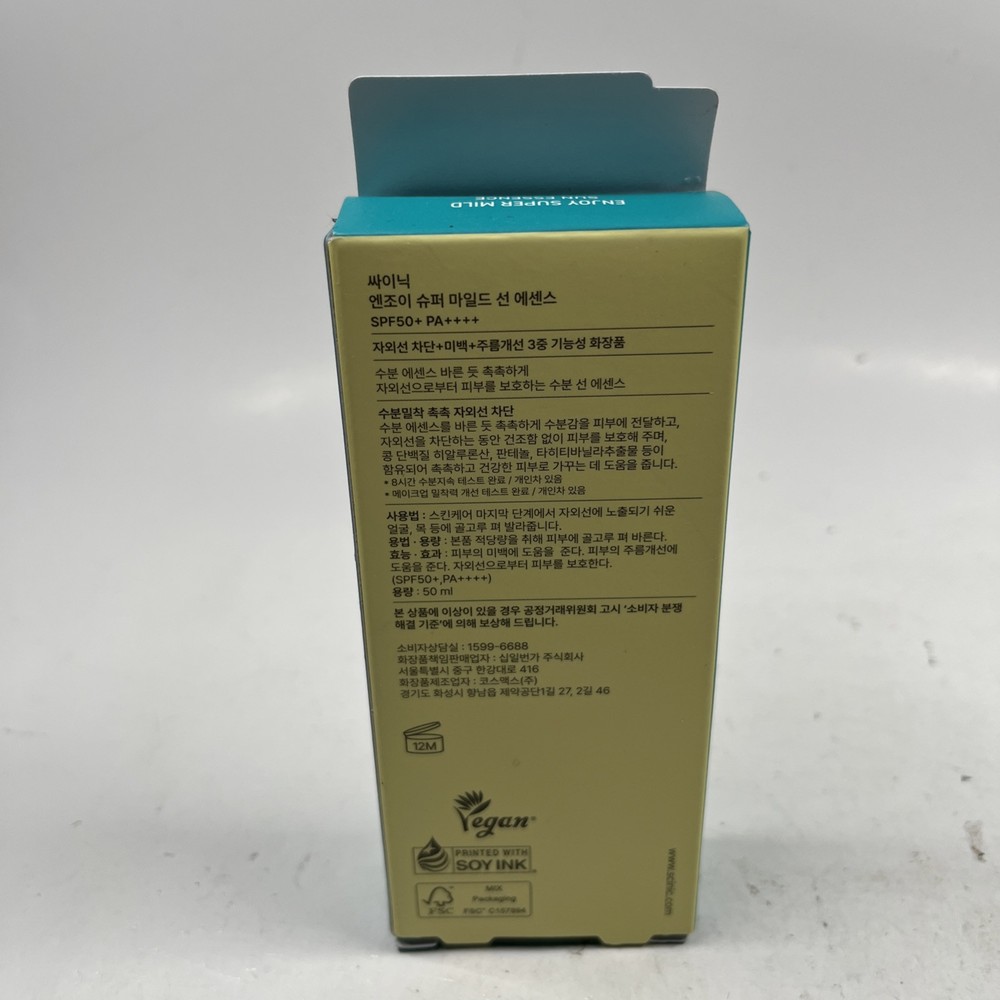 ENJOY SUPER MILD
SUN ESSENCE
싸이닉
엔조이 슈퍼 마일드 선 에센스
SPF50+ PA++++
자외선 차단+미백+주름개선 3중 기능성 화장품
수분 에센스 바른 듯 촉촉하게
자외선으로부터 피부를 보호하는 수분 선 에센스
수분밀착 촉촉 자외선 차단
수분 에센스를 바른 듯 촉촉하게 수분감을 피부에 전달하고,
자외선을 차단하는 동안 건조함 없이 피부를 보호해 주며,
콩 단백질 히알루론산, 판테놀, 타히티바닐라추출물 등이
함유되어 촉촉하고 건강한 피부로 가꾸는 데 도움을 줍니다.
* 8시간 수분지속 테스트 완료 / 개인차 있음
* 메이크업 밀착력 개선 테스트 완료 / 개인차 있음
사용법 : 스킨케어 마지막 단계에서 자외선에 노출되기 쉬운
얼굴, 목 등에 골고루 펴 발라줍니다.
용법 · 용량 : 본품 적당량을 취해 피부에 골고루 펴 바른다.
효능 · 효과 : 피부의 미백에 도움을 준다. 피부의 주름개선에
도움을 준다. 자외선으로부터 피부를 보호한다.
(SPF50+,PA++++)
용량 : 50 ml
본 상품에 이상이 있을 경우 공정거래위원회 고시 '소비자 분쟁
해결 기준'에 의해 보상해 드립니다.
소비자상담실 : 1599-6688
화장품책임판매업자 : 십일번가 주식회사
서울특별시 중구 한강대로 416
화장품제조업자 : 코스맥스(주)
경기도 화성시 향남읍 제약공단1길 27, 2길 46
12M
Vegan
PRINTED WITH
SOY INK
FSC
MIX
Packaging
FSC® C157894
www.scinic.com